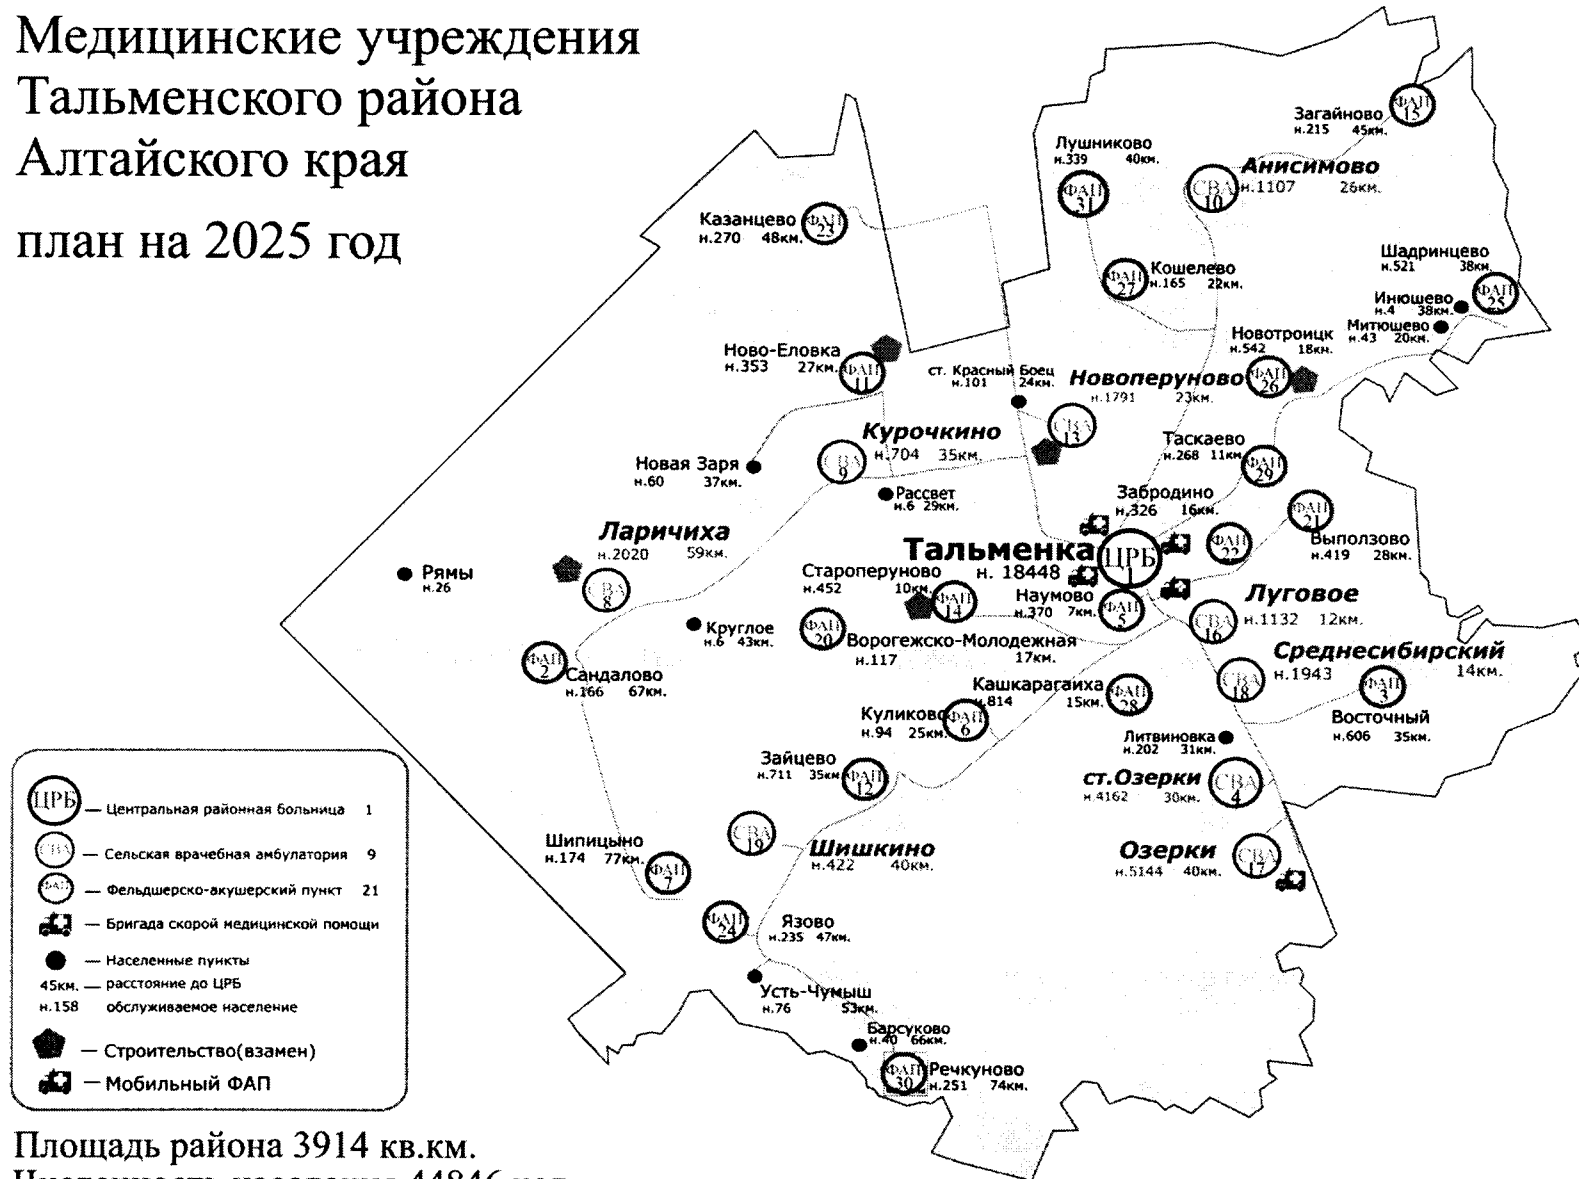 Медицинские учреждения
Тальменского района
Алтайского края
план на 2025 год
ФАП
15
Загайново
н.215 45км.
Лушниково
н.339 40км.
ФАП
31
СВА
10
Анисимово
н.1107 26км.
Казанцево
н.270 48км.
ФАП
23
ФАП
27
Кошелево
н.165 22км.
Шадринцево
н.521 38км.
ФАП
25
Инюшево
н.4 38км.
Митюшево
н.43 20км.
Новотроицк
н.542 18км.
ФАП
26
Ново-Еловка
н.353 27км.
ФАП
11
ст. Красный Боец
н.101 24км.
Новоперуново
н.1791 23км.
СВА
13
Курочкино
н.704 35км.
СВА
9
Таскаево
н.268 11км.
ФАП
29
Новая Заря
н.60 37км.
Рассвет
н.6 29км.
Забродино
н.326 16км.
ФАП
22
ФАП
21
Выползово
н.419 28км.
Ларичиха
н.2020 59км.
СВА
8
Тальменка
н. 18448
ЦРБ
1
Рямы
н.26
Староперуново
н.452 10км.
ФАП
14
Наумово
н.370 7км.
ФАП
5
Луговое
н.1132 12км.
СВА
16
Круглое
н.6 43км.
ФАП
20
Ворогежско-Молодежная
н.117 17км.
Среднесибирский
н.1943 14км.
СВА
18
ФАП
2
Сандалово
н.166 67км.
Кашкарагаиха
н.814 15км.
ФАП
28
ФАП
3
Восточный
н.606 35км.
Куликово
н.94 25км.
ФАП
6
Литвиновка
н.202 31км.
Зайцево
н.711 35км
ФАП
12
ст.Озерки
н.4162 30км.
СВА
4
Шипицыно
н.174 77км.
ФАП
7
СВА
19
Шишкино
н.422 40км.
Озерки
н.5144 40км.
СВА
17
ФАП
24
Язово
н.235 47км.
Усть-Чумыш
н.76 53км.
Барсуково
н.40 66км.
ФАП
30
Речкуново
н.251 74км.
ЦРБ — Центральная районная больница 1
СВА — Сельская врачебная амбулатория 9
ФАП — Фельдшерско-акушерский пункт 21
— Бригада скорой медицинской помощи
— Населенные пункты
45км. — расстояние до ЦРБ
н.158 обслуживаемое население
— Строительство(взамен)
— Мобильный ФАП
Площадь района 3914 кв.км.